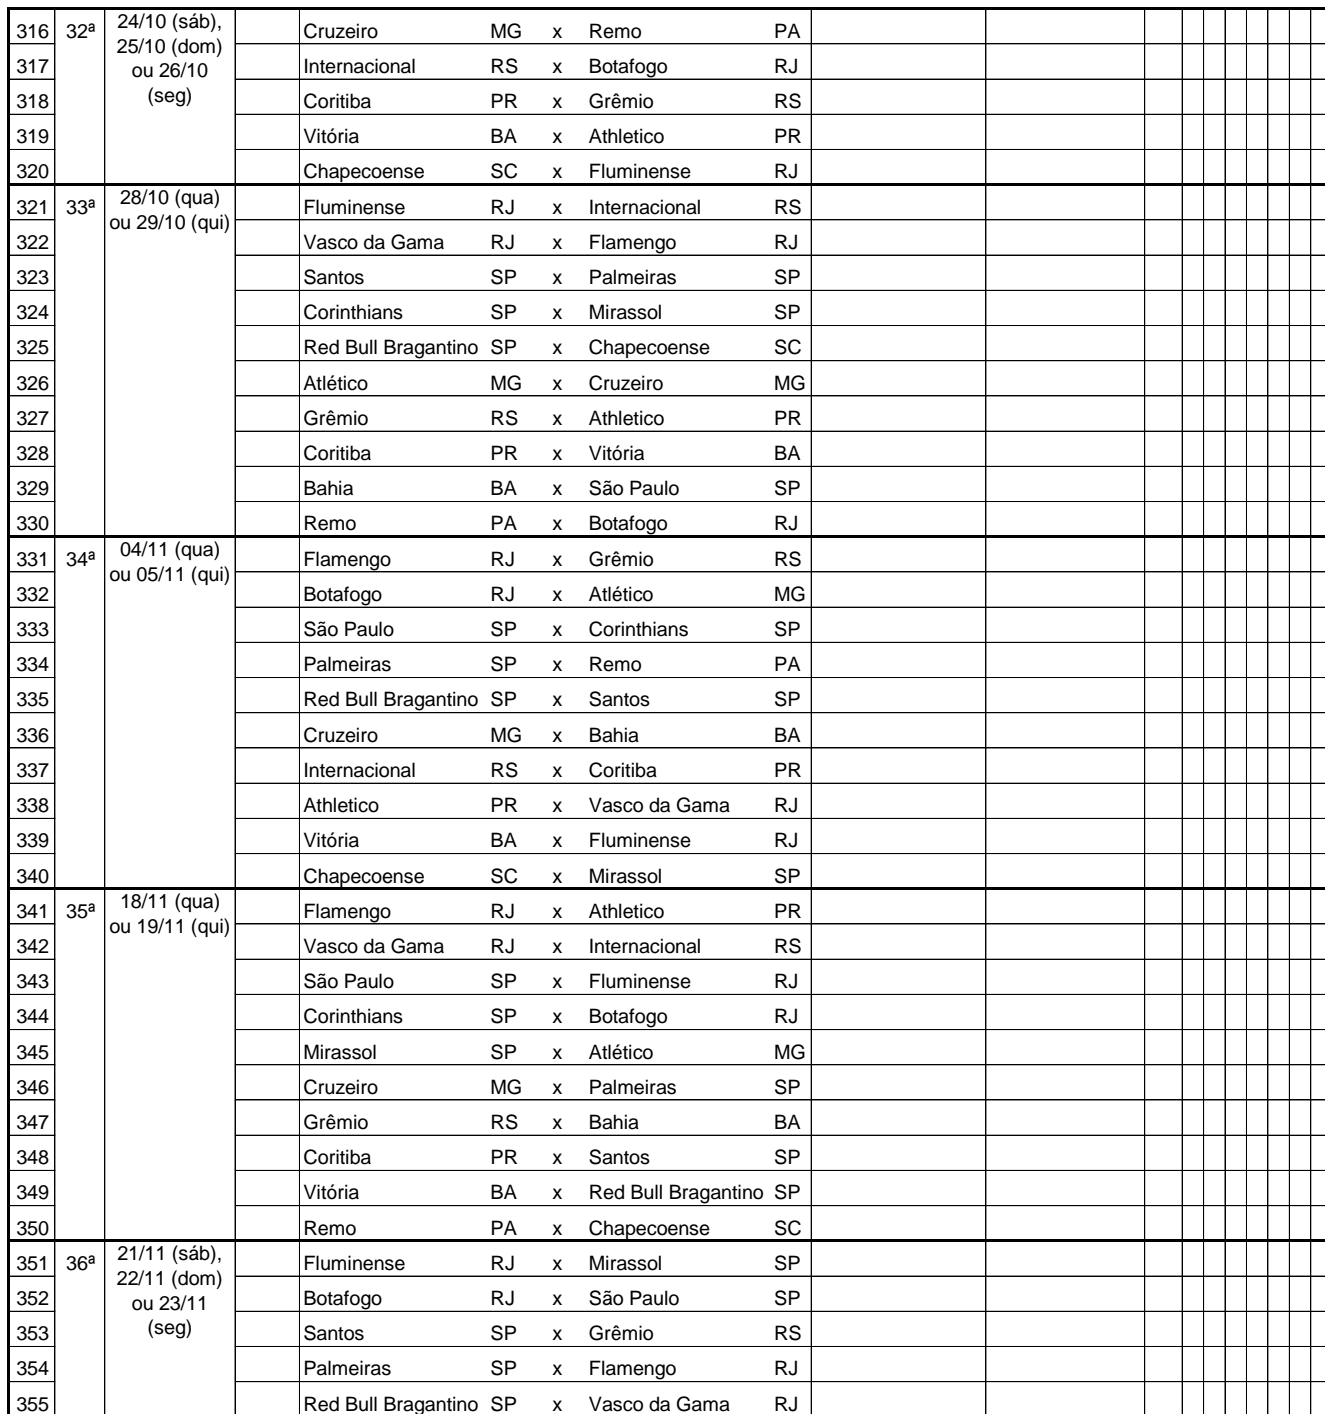 316 32ª 24/10 (sáb), 25/10 (dom) ou 26/10 (seg) Cruzeiro MG x Remo PA
317 Internacional RS x Botafogo RJ
318 Coritiba PR x Grêmio RS
319 Vitória BA x Athletico PR
320 Chapecoense SC x Fluminense RJ
321 33ª 28/10 (qua) ou 29/10 (qui) Fluminense RJ x Internacional RS
322 Vasco da Gama RJ x Flamengo RJ
323 Santos SP x Palmeiras SP
324 Corinthians SP x Mirassol SP
325 Red Bull Bragantino SP x Chapecoense SC
326 Atlético MG x Cruzeiro MG
327 Grêmio RS x Athletico PR
328 Coritiba PR x Vitória BA
329 Bahia BA x São Paulo SP
330 Remo PA x Botafogo RJ
331 34ª 04/11 (qua) ou 05/11 (qui) Flamengo RJ x Grêmio RS
332 Botafogo RJ x Atlético MG
333 São Paulo SP x Corinthians SP
334 Palmeiras SP x Remo PA
335 Red Bull Bragantino SP x Santos SP
336 Cruzeiro MG x Bahia BA
337 Internacional RS x Coritiba PR
338 Athletico PR x Vasco da Gama RJ
339 Vitória BA x Fluminense RJ
340 Chapecoense SC x Mirassol SP
341 35ª 18/11 (qua) ou 19/11 (qui) Flamengo RJ x Athletico PR
342 Vasco da Gama RJ x Internacional RS
343 São Paulo SP x Fluminense RJ
344 Corinthians SP x Botafogo RJ
345 Mirassol SP x Atlético MG
346 Cruzeiro MG x Palmeiras SP
347 Grêmio RS x Bahia BA
348 Coritiba PR x Santos SP
349 Vitória BA x Red Bull Bragantino SP
350 Remo PA x Chapecoense SC
351 36ª 21/11 (sáb), 22/11 (dom) ou 23/11 (seg) Fluminense RJ x Mirassol SP
352 Botafogo RJ x São Paulo SP
353 Santos SP x Grêmio RS
354 Palmeiras SP x Flamengo RJ
355 Red Bull Bragantino SP x Vasco da Gama RJ